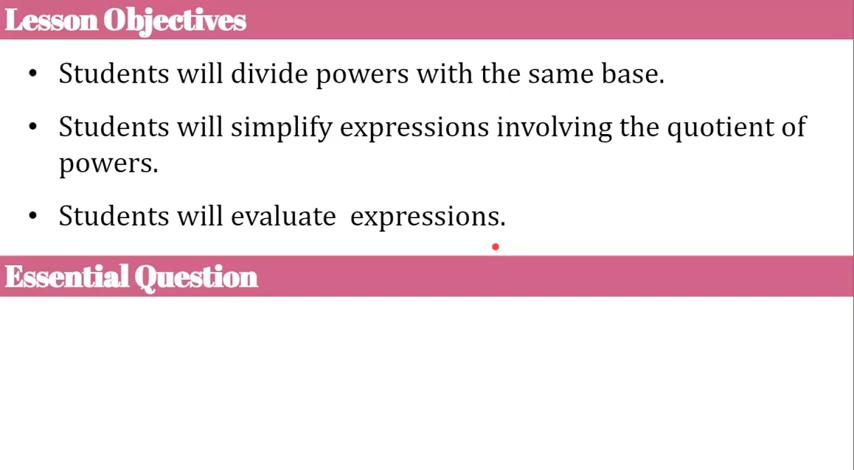 Lesson Objectives
• Students will divide powers with the same base.
• Students will simplify expressions involving the quotient of
powers.
• Students will evaluate  expressions.
Essential Question